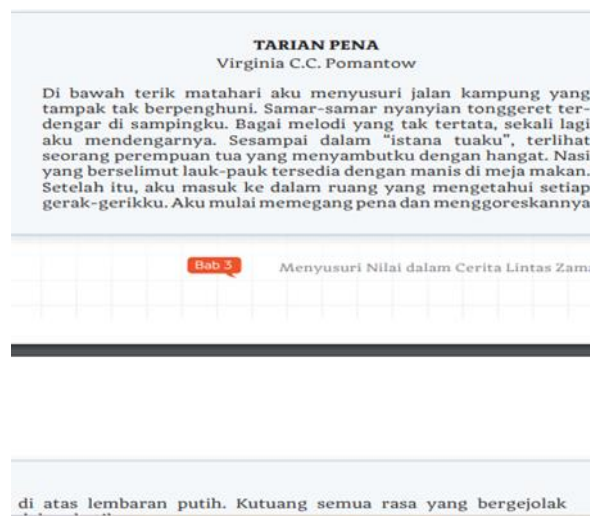 TARIAN PENA
Virginia C.C. Pomantow
Di bawah terik matahari aku menyusuri jalan kampung yang
tampak tak berpenghuni. Samar-samar nyanyian tonggeret ter-
dengar di sampingku. Bagai melodi yang tak tertata, sekali lagi
aku mendengarnya. Sesampai dalam “istana tuaku”, terlihat
seorang perempuan tua yang menyambutku dengan hangat. Nasi
yang berselimut lauk-pauk tersedia dengan manis di meja makan.
Setelah itu, aku masuk ke dalam ruang yang mengetahui setiap
gerak-gerikku. Aku mulai memegang pena dan menggoreskannya
Bab 3 Menyusuri Nilai dalam Cerita Lintas
di atas lembaran putih. Kutuang semua rasa yang bergejolak